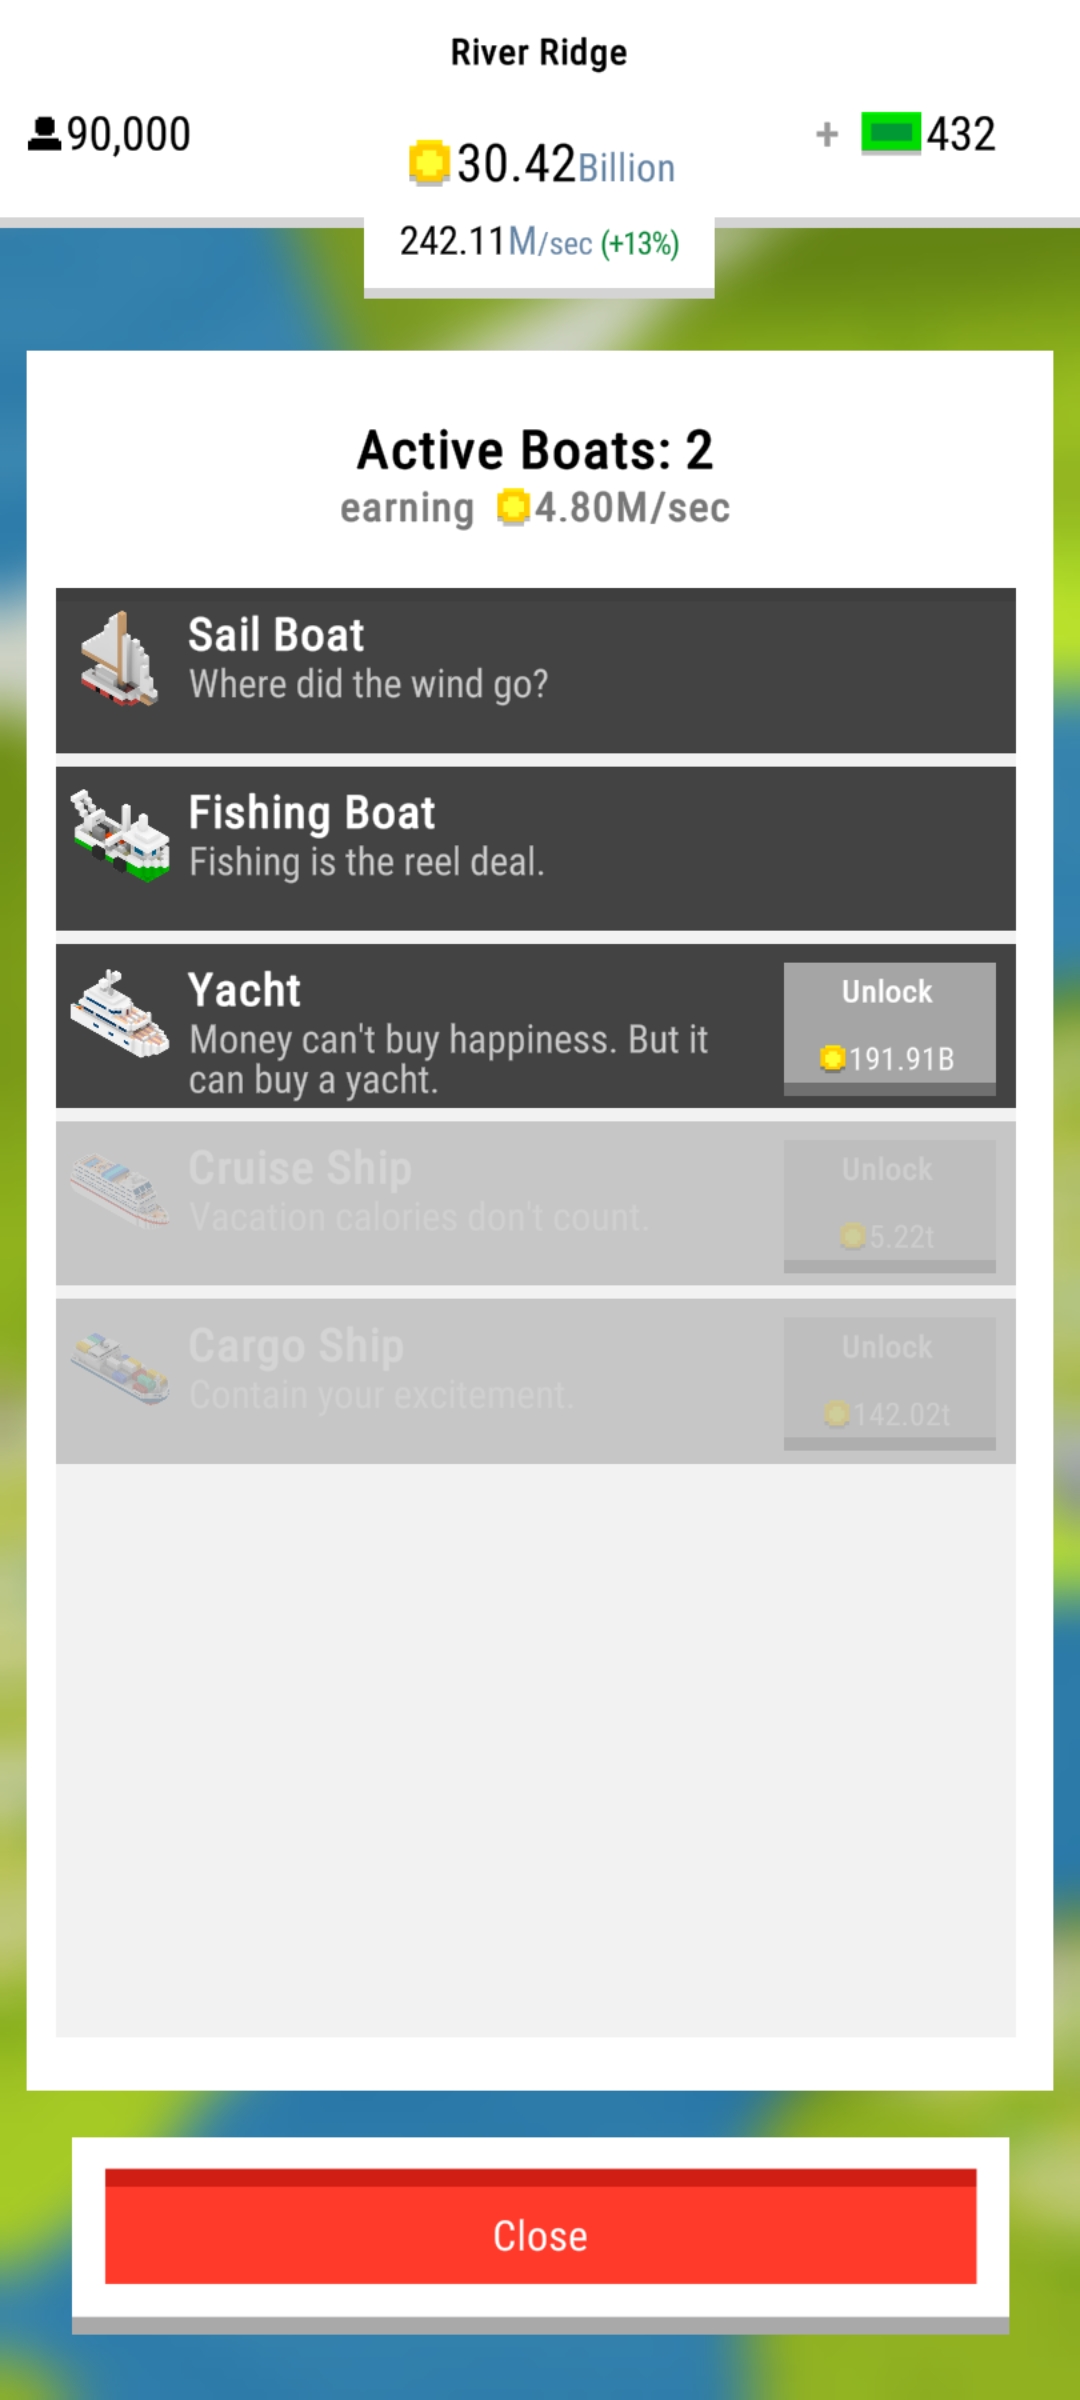 River Ridge
90,000
30.42Billion
+ 432
242.11M/sec (+13%)
Active Boats: 2
earning 4.80M/sec
Sail Boat
Where did the wind go?
Fishing Boat
Fishing is the reel deal.
Yacht
Money can't buy happiness. But it
can buy a yacht.
Unlock
191.91B
Cruise Ship
Vacation calories don't count.
Unlock
5.22t
Cargo Ship
Contain your excitement.
Unlock
142.02t
Close